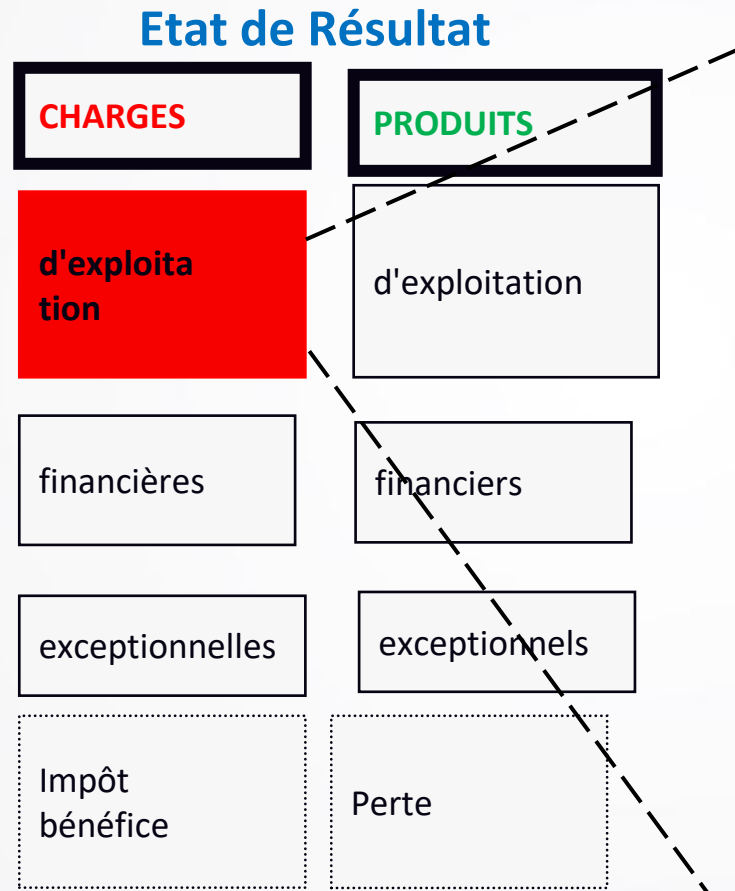 Etat de Résultat
CHARGES
PRODUITS
d'exploita
tion
d'exploitation
financières
financiers
exceptionnelles
exceptionnels
Impôt
bénéfice
Perte